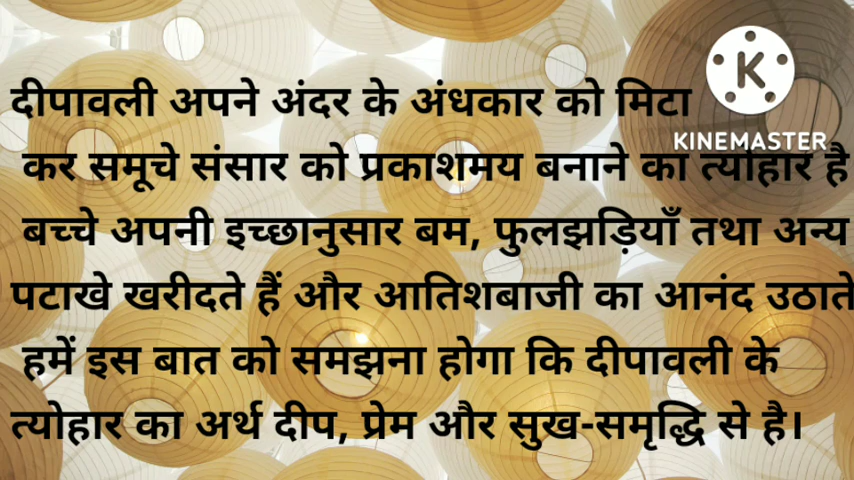 दीपावली अपने अंदर के अंधकार को मिटा
कर समूचे संसार को प्रकाशमय बनाने का त्योहार है
बच्चे अपनी इच्छानुसार बम, फुलझड़ियाँ तथा अन्य
पटाखे खरीदते हैं और आतिशबाजी का आनंद उठाते
हमें इस बात को समझना होगा कि दीपावली के
त्योहार का अर्थ दीप, प्रेम और सुख-समृद्धि से है।
K
KINEMASTER